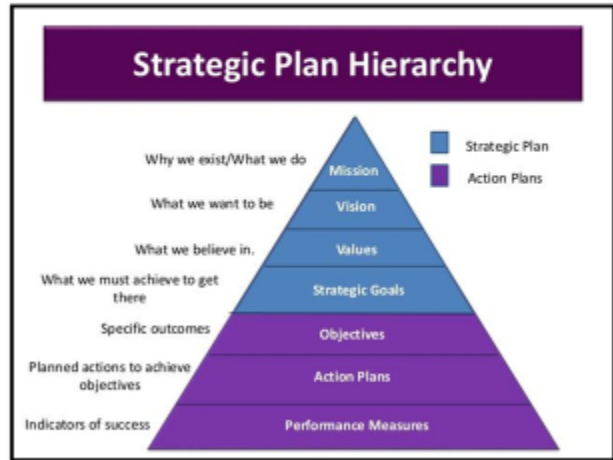 Strategic Plan Hierarchy
Why we exist/What we do
Mission
Strategic Plan
Action Plans
What we want to be
Vision
What we believe in.
Values
What we must achieve to get
there
Strategic Goals
Specific outcomes
Objectives
Planned actions to achieve
objectives
Action Plans
Indicators of success
Performance Measures